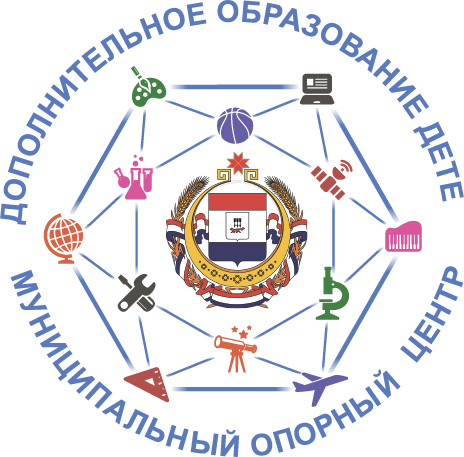 ДОПОЛНИТЕЛЬНОЕ ОБРАЗОВАНИЕ ДЕТЕ
МУНИЦИПАЛЬНЫЙ ОПОРНЫЙ ЦЕНТР